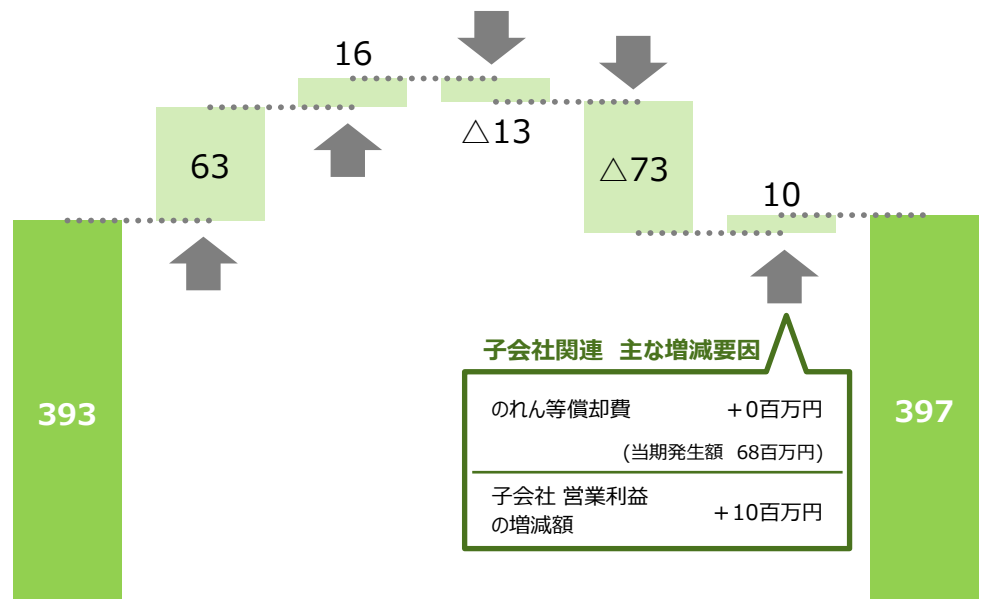 16
△13
63
△73
10
393
397
子会社関連 主な増減要因
のれん等償却費 +0百万円
(当期発生額 68百万円)
子会社 営業利益
の増減額
+10百万円